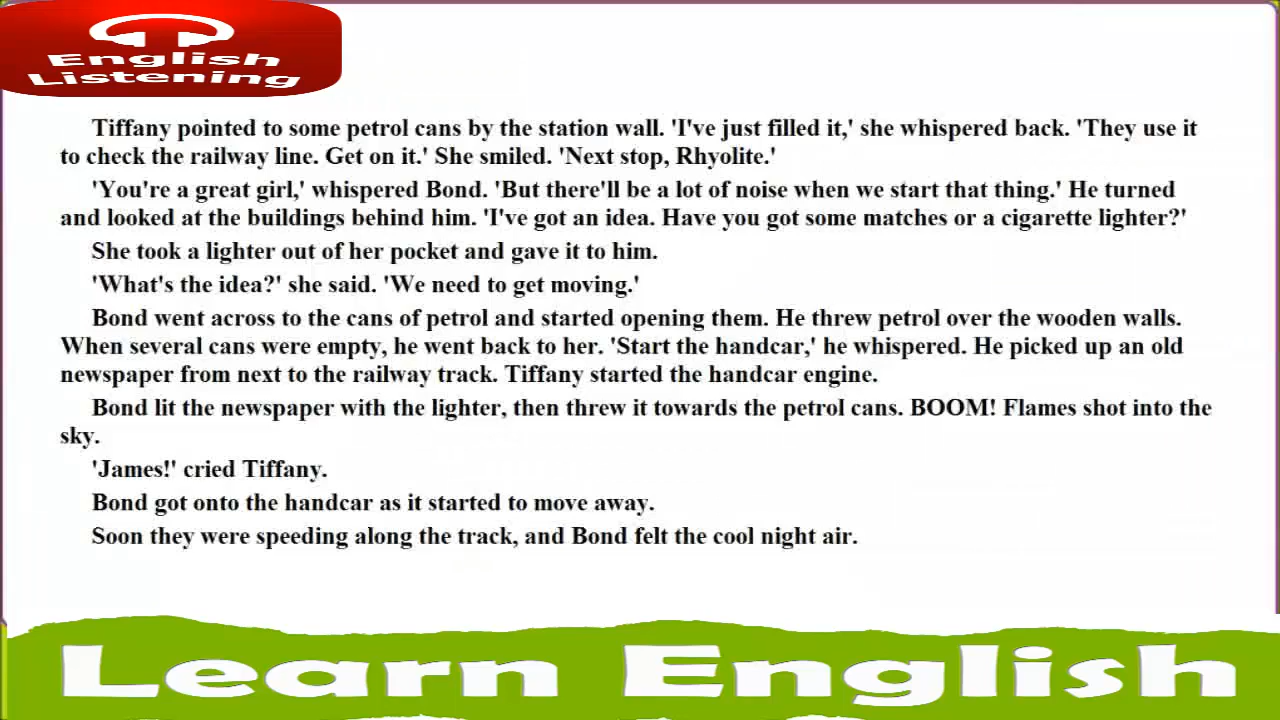 English
Listening
Tiffany pointed to some petrol cans by the station wall. 'I've just filled it,' she whispered back. 'They use it
to check the railway line. Get on it.' She smiled. 'Next stop, Rhyolite.'
'You're a great girl,' whispered Bond. 'But there'll be a lot of noise when we start that thing.' He turned
and looked at the buildings behind him. 'I've got an idea. Have you got some matches or a cigarette lighter?'
She took a lighter out of her pocket and gave it to him.
'What's the idea?' she said. 'We need to get moving.'
Bond went across to the cans of petrol and started opening them. He threw petrol over the wooden walls.
When several cans were empty, he went back to her. 'Start the handcar,' he whispered. He picked up an old
newspaper from next to the railway track. Tiffany started the handcar engine.
Bond lit the newspaper with the lighter, then threw it towards the petrol cans. BOOM! Flames shot into the
sky.
'James!' cried Tiffany.
Bond got onto the handcar as it started to move away.
Soon they were speeding along the track, and Bond felt the cool night air.
Learn English